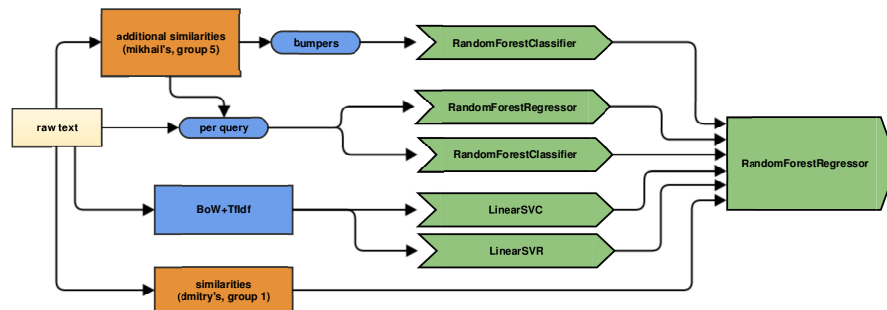 additional similarities
(mikhail's, group 5)
bumpers
RandomForestClassifier
raw text
per query
RandomForestRegressor
RandomForestClassifier
RandomForestRegressor
BoW+TfIdf
LinearSVC
LinearSVR
similarities
(dmitry's, group 1)